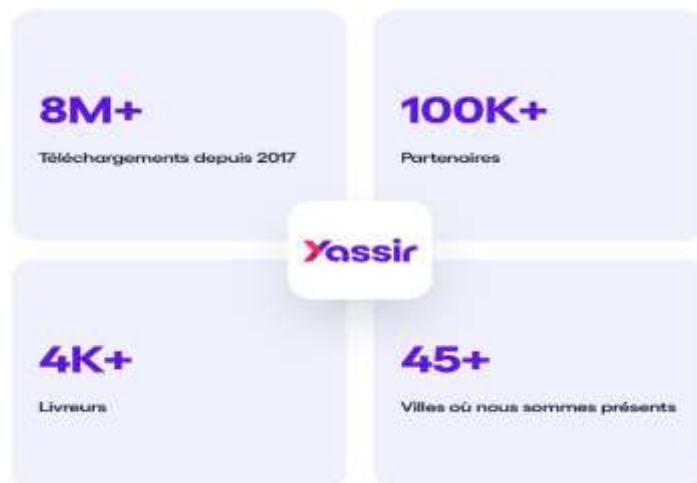 8M+
Téléchargements depuis 2017
100K+
Partenaires
Yassir
4K+
Livreurs
45+
Villes où nous sommes présents